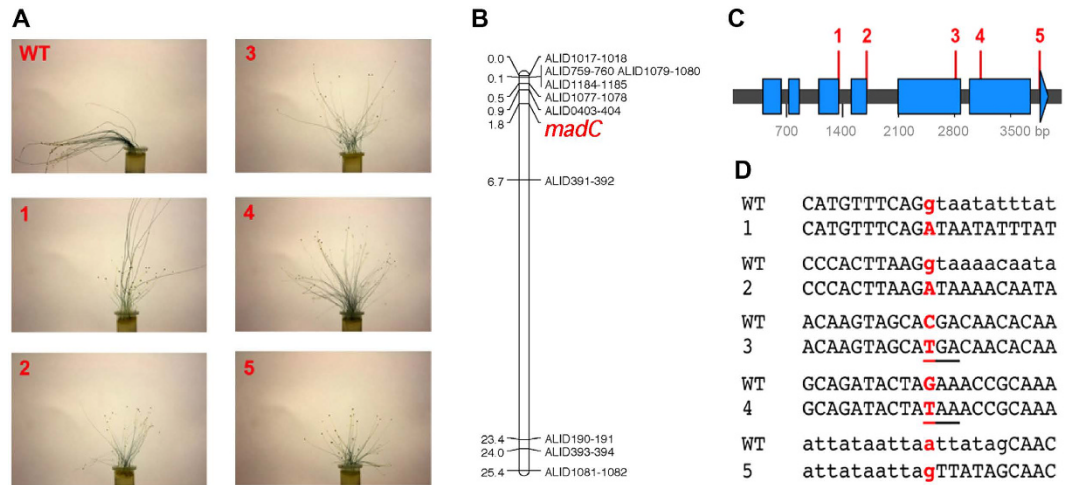 A
WT
3
1
4
2
5
B
0.0 ALID1017-1018
0.1 ALID759-760 ALID1079-1080
ALID1184-1185
0.5 ALID1077-1078
0.9 ALID0403-404
1.8 madC
6.7 ALID391-392
23.4 ALID190-191
24.0 ALID393-394
25.4 ALID1081-1082
C
1 2 3 4 5
700 1400 2100 2800 3500 bp
D
WT CATGTTTCAGgtaatatttat
1 CATGTTTCAGATAATATTTAT
WT CCCACTTAAGgtaaaacaata
2 CCCACTTAAGATAAAACAATA
WT ACAAGTAGCACGACAACACAA
3 ACAAGTAGCATGACAACACAA
WT GCAGATACTAGAAACCGCAAA
4 GCAGATACTATAAACCGCAAA
WT attataattaattatagCAAC
5 attataattagTTATAGCAAC